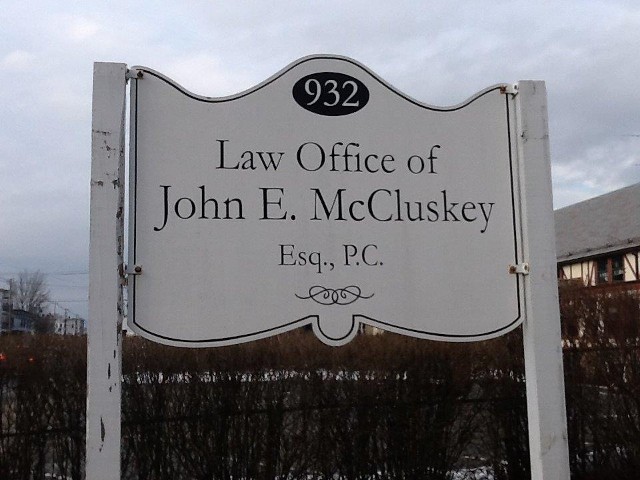 932
Law Office of
John E. McCluskey
Esq., P.C.